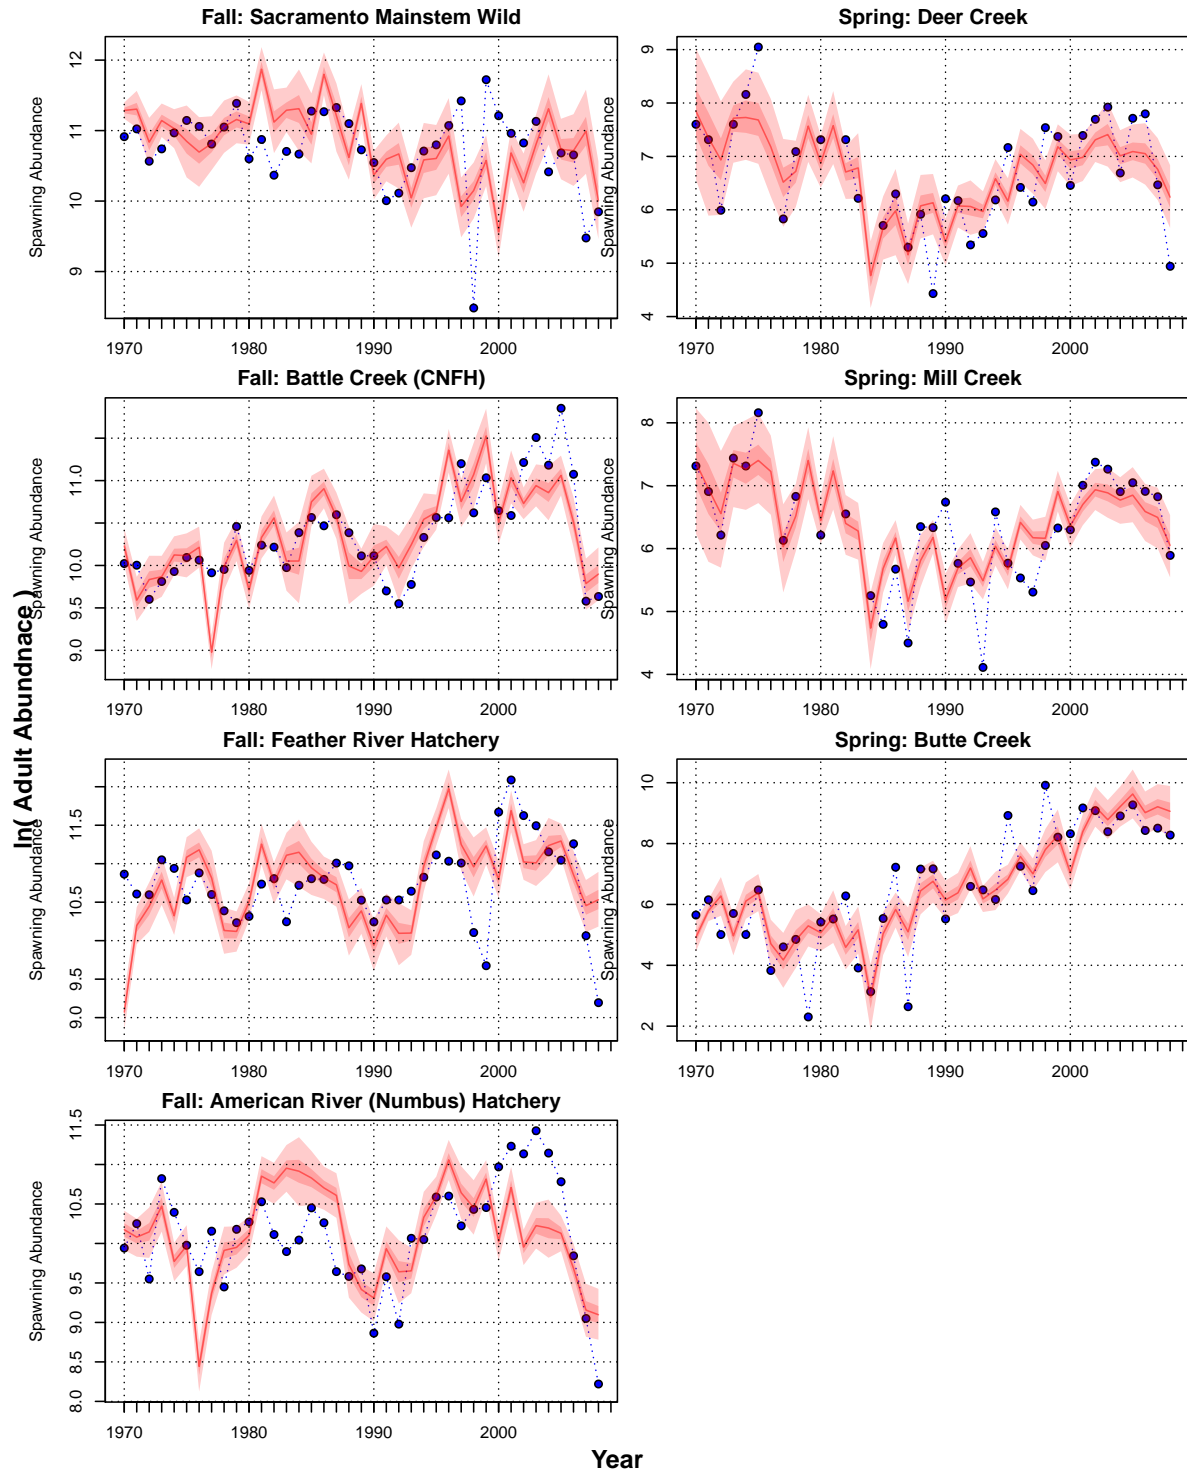 Fall: Sacramento Mainstem Wild
Spawning Abundance
9 10 11 12
1970 1980 1990 2000
Spring: Deer Creek
Spawning Abundance
4 5 6 7 8 9
1970 1980 1990 2000
Fall: Battle Creek (CNFH)
Spawning Abundance
9.0 9.5 10.0 11.0
1970 1980 1990 2000
Spring: Mill Creek
Spawning Abundance
4 5 6 7 8
1970 1980 1990 2000
Fall: Feather River Hatchery
Spawning Abundance
9.0 9.5 10.5 11.5
1970 1980 1990 2000
Spring: Butte Creek
Spawning Abundance
2 4 6 8 10
1970 1980 1990 2000
Fall: American River (Numbus) Hatchery
Spawning Abundance
8.0 8.5 9.0 9.5 10.5 11.5
1970 1980 1990 2000
ln( Adult Abundnace )
Year